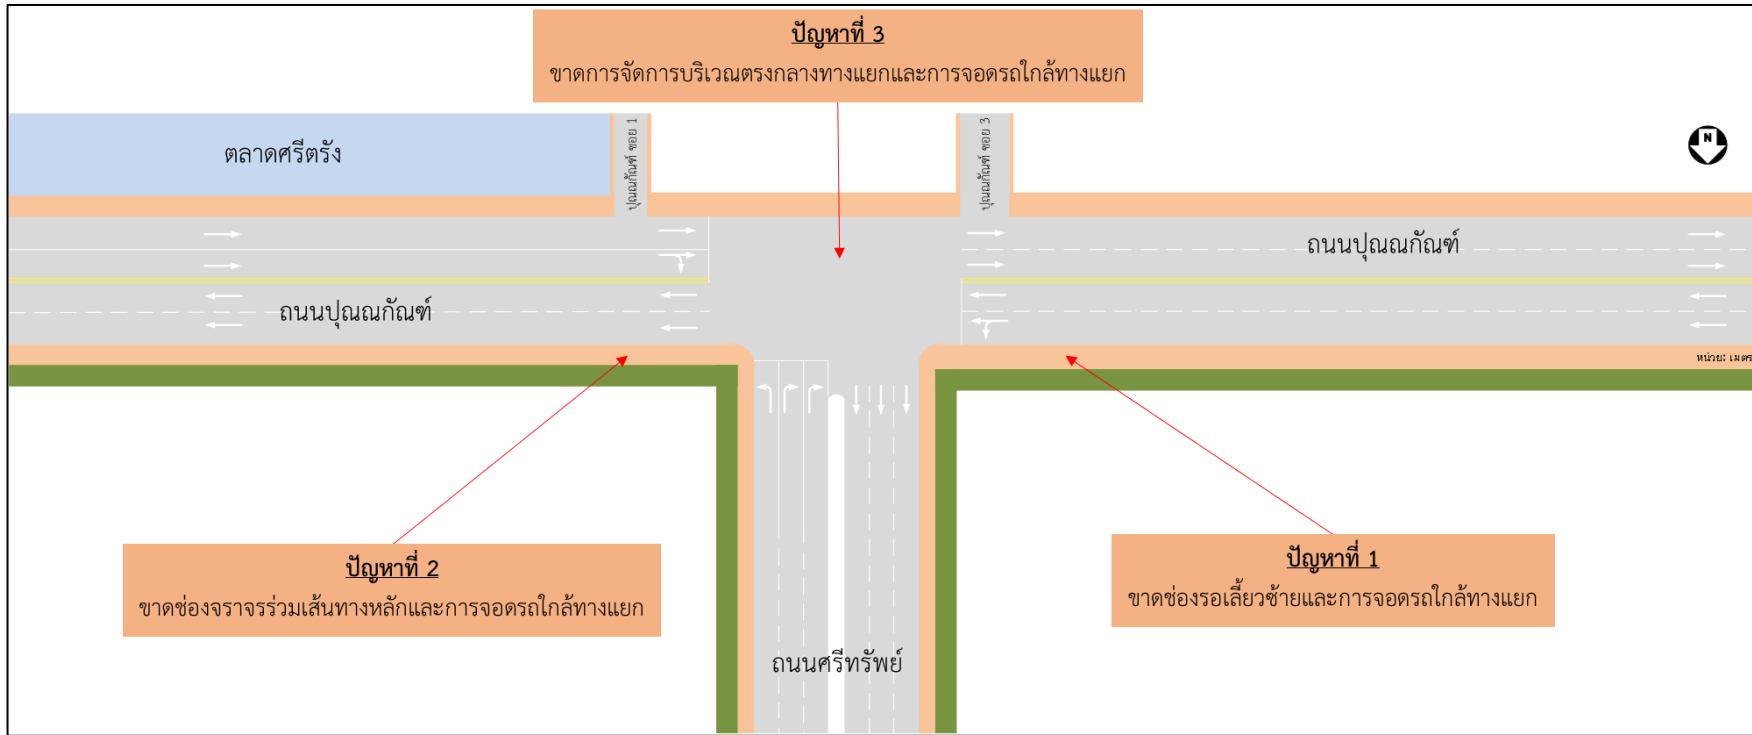 ปัญหาที่ 3
ขาดการจัดการบริเวณตรงกลางทางแยกและการจอดรถใกล้ทางแยก
ตลาดศรีตรัง
ปุณณกัณฑ์ ซอย 1
ปุณณกัณฑ์ ซอย 3
N
ถนนปุณณกัณฑ์
ถนนปุณณกัณฑ์
หน่วย: เมตร
ปัญหาที่ 2
ขาดช่องจราจรร่วมเส้นทางหลักและการจอดรถใกล้ทางแยก
ปัญหาที่ 1
ขาดช่องรอเลี้ยวซ้ายและการจอดรถใกล้ทางแยก
ถนนศรีทรัพย์